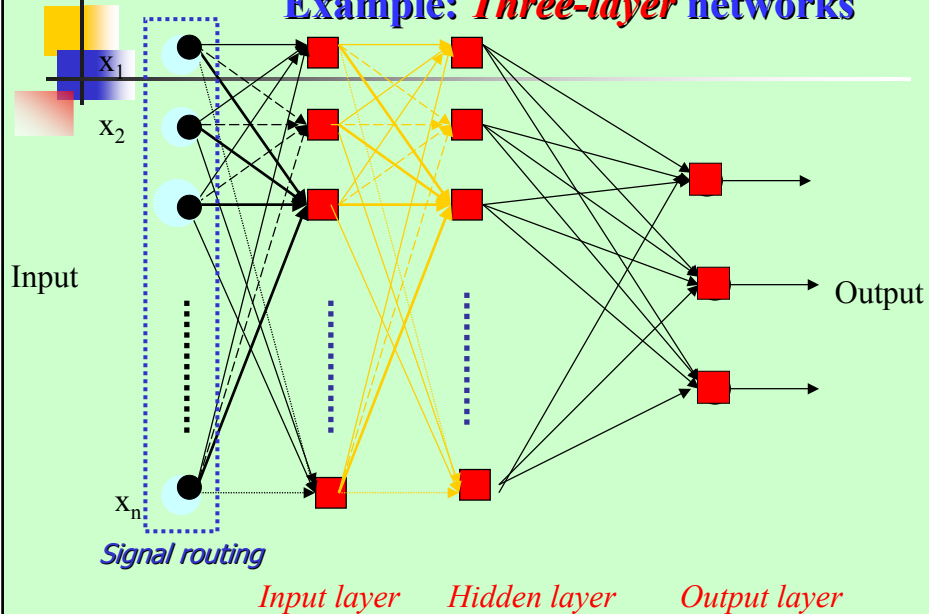 Example: Three-layer networks
x1
x2
Input
Output
xn
Signal routing
Input layer Hidden layer Output layer